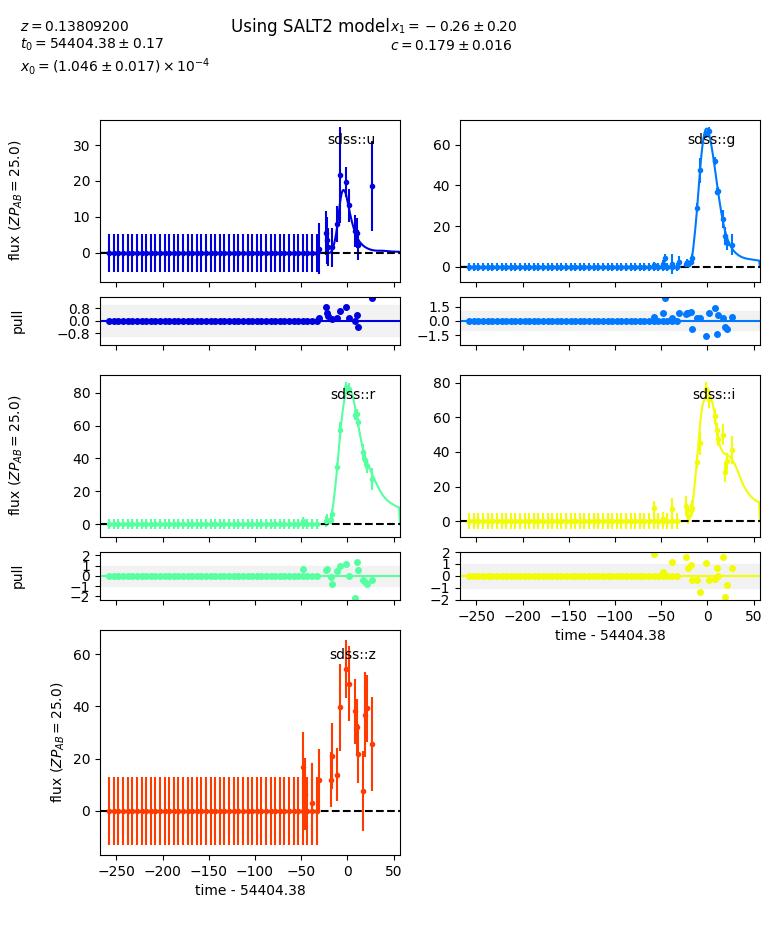 z = 0.13809200
Using SALT2 model
x₁ = −0.26 ± 0.20
t₀ = 54404.38 ± 0.17
c = 0.179 ± 0.016
x₀ = (1.046 ± 0.017) × 10⁻⁴
sdss::u
30
20
10
0
flux (ZP_AB = 25.0)
sdss::g
60
40
20
0
0.8
0.0
−0.8
pull
1.5
0.0
−1.5
sdss::r
80
60
40
20
0
flux (ZP_AB = 25.0)
sdss::i
80
60
40
20
0
2
1
0
−1
−2
pull
2
1
0
1
2
−250 −200 −150 −100 −50 0 50
time - 54404.38
sdss::z
60
40
20
0
flux (ZP_AB = 25.0)
−250 −200 −150 −100 −50 0 50
time - 54404.38